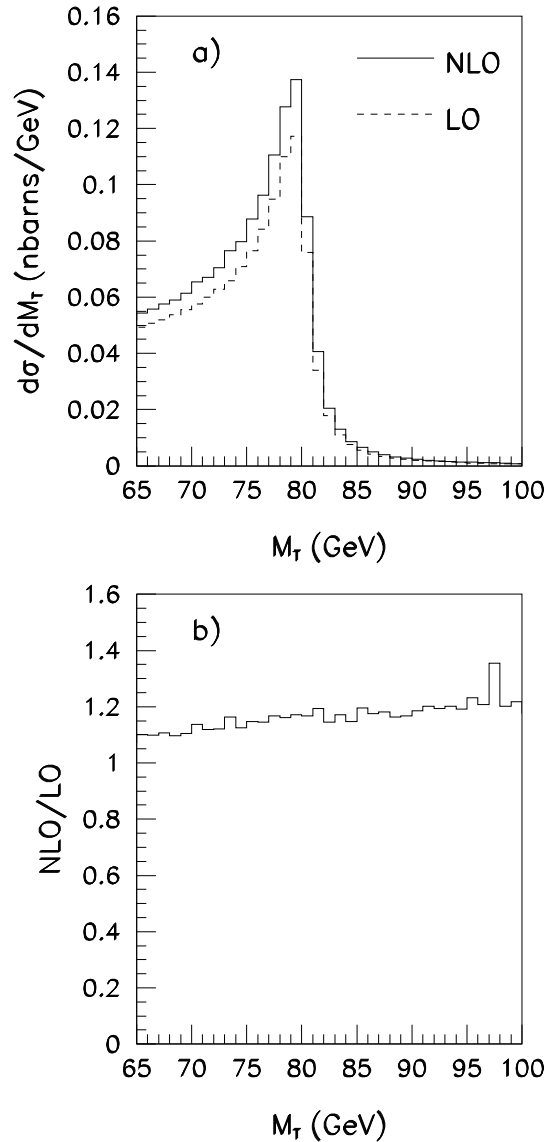 0.16
a)
NLO
LO
0.14
0.12
0.1
0.08
0.06
0.04
0.02
0
dσ/dM_T (nbarns/GeV)
65 70 75 80 85 90 95 100
M_T (GeV)
1.6
b)
1.4
1.2
1
0.8
0.6
0.4
0.2
0
NLO/LO
65 70 75 80 85 90 95 100
M_T (GeV)